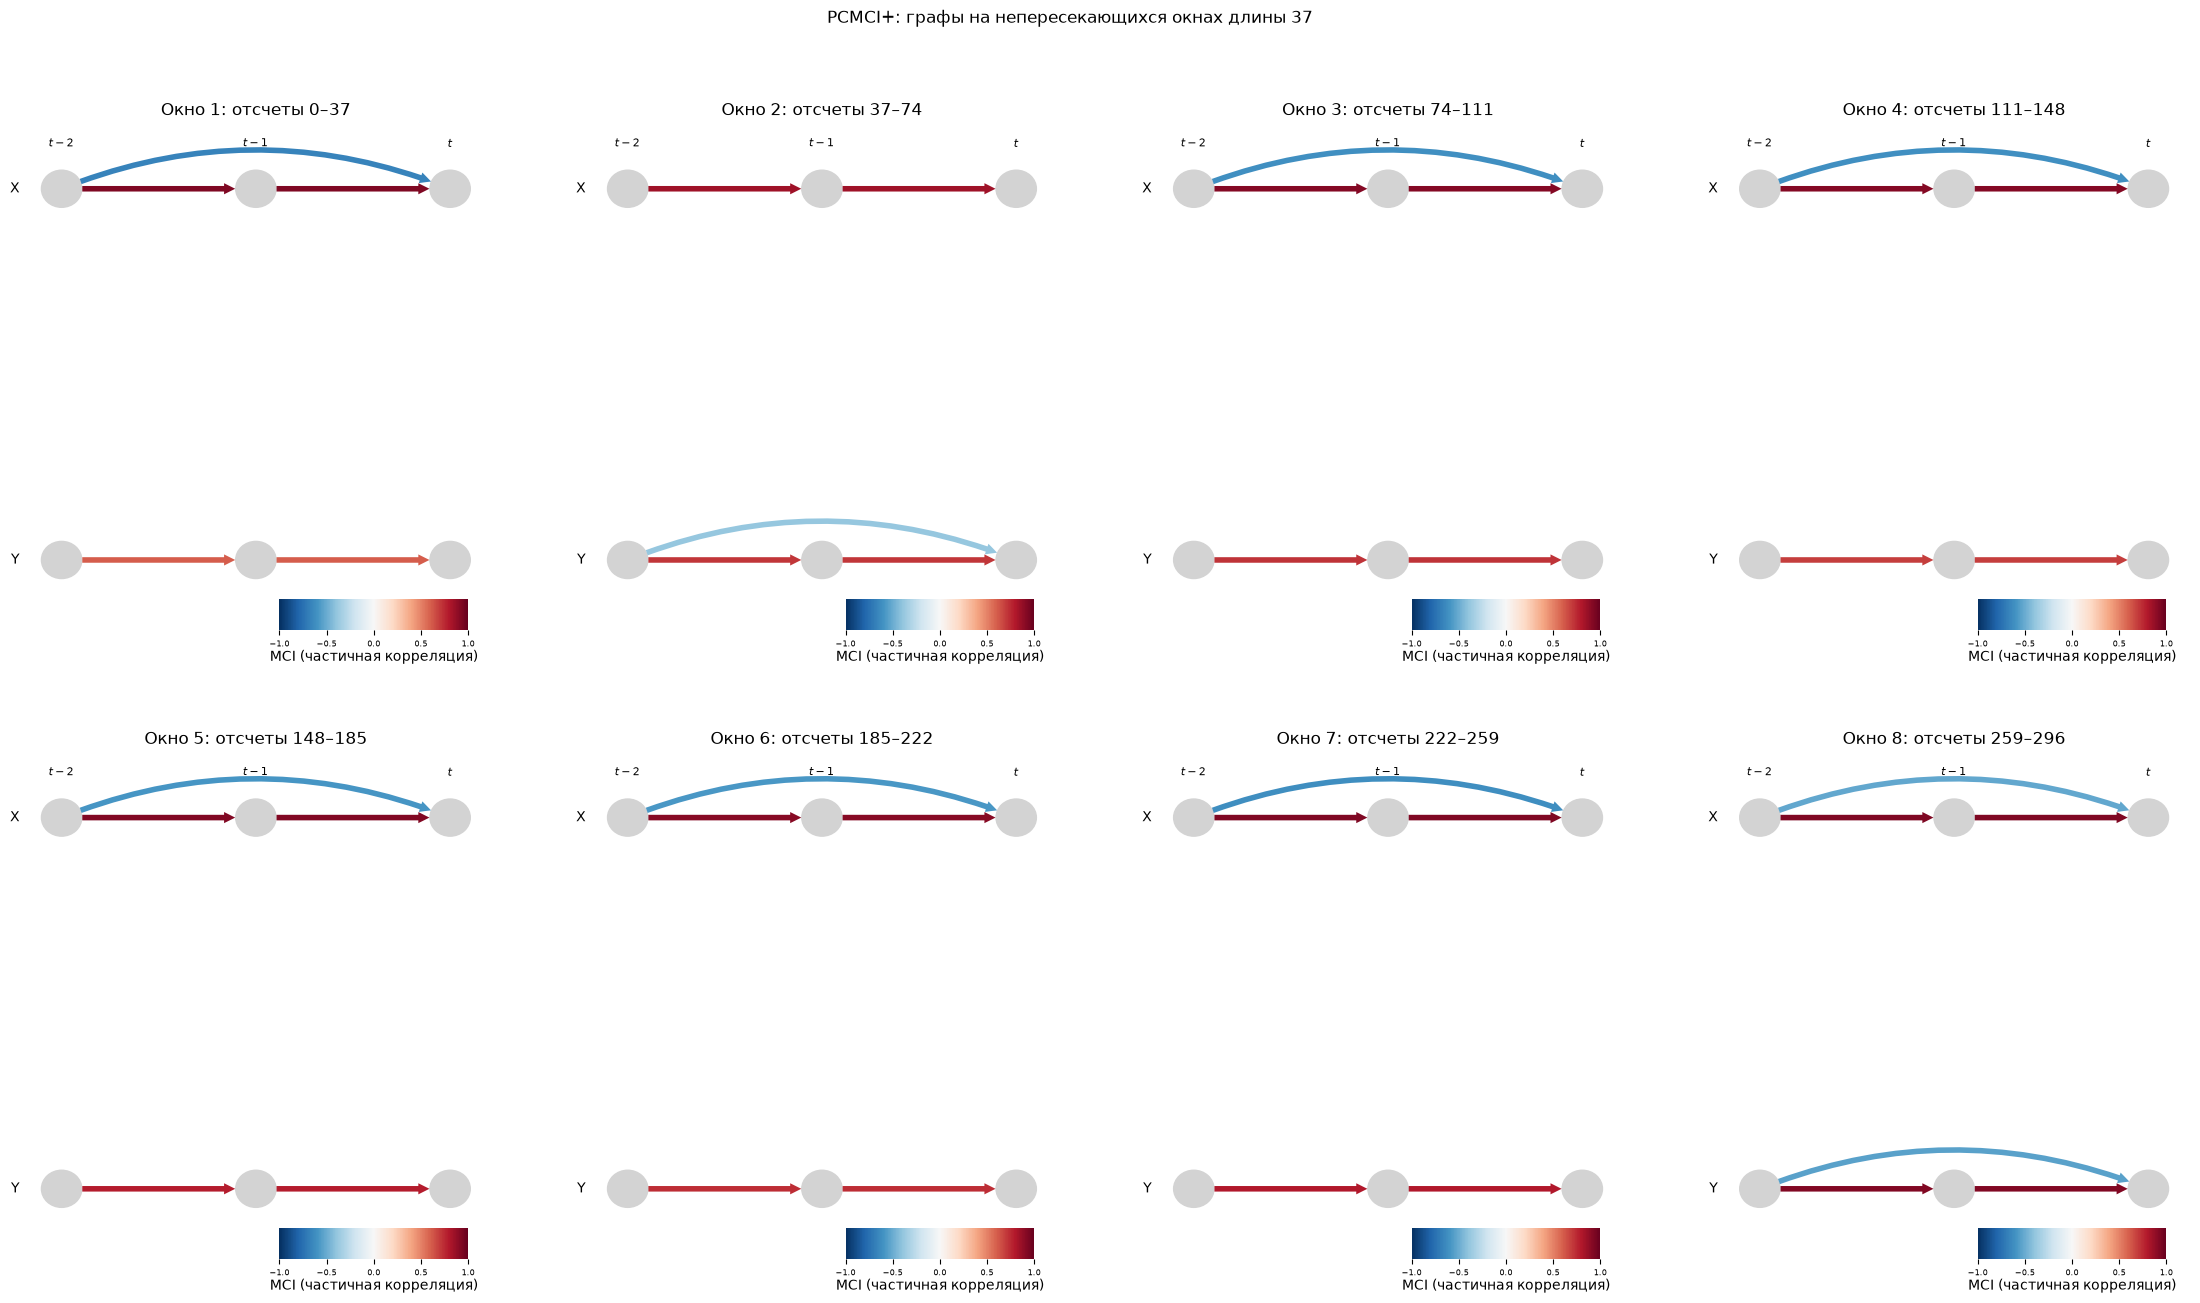 PCMCI+: графы на непересекающихся окнах длины 37
Окно 1: отсчеты 0–37
t − 2 t − 1 t
X
Y
−1.0 −0.5 0.0 0.5 1.0
MCI (частичная корреляция)
Окно 2: отсчеты 37–74
t − 2 t − 1 t
X
Y
−1.0 −0.5 0.0 0.5 1.0
MCI (частичная корреляция)
Окно 3: отсчеты 74–111
t − 2 t − 1 t
X
Y
−1.0 −0.5 0.0 0.5 1.0
MCI (частичная корреляция)
Окно 4: отсчеты 111–148
t − 2 t − 1 t
X
Y
−1.0 −0.5 0.0 0.5 1.0
MCI (частичная корреляция)
Окно 5: отсчеты 148–185
t − 2 t − 1 t
X
Y
−1.0 −0.5 0.0 0.5 1.0
MCI (частичная корреляция)
Окно 6: отсчеты 185–222
t − 2 t − 1 t
X
Y
−1.0 −0.5 0.0 0.5 1.0
MCI (частичная корреляция)
Окно 7: отсчеты 222–259
t − 2 t − 1 t
X
Y
−1.0 −0.5 0.0 0.5 1.0
MCI (частичная корреляция)
Окно 8: отсчеты 259–296
t − 2 t − 1 t
X
Y
−1.0 −0.5 0.0 0.5 1.0
MCI (частичная корреляция)